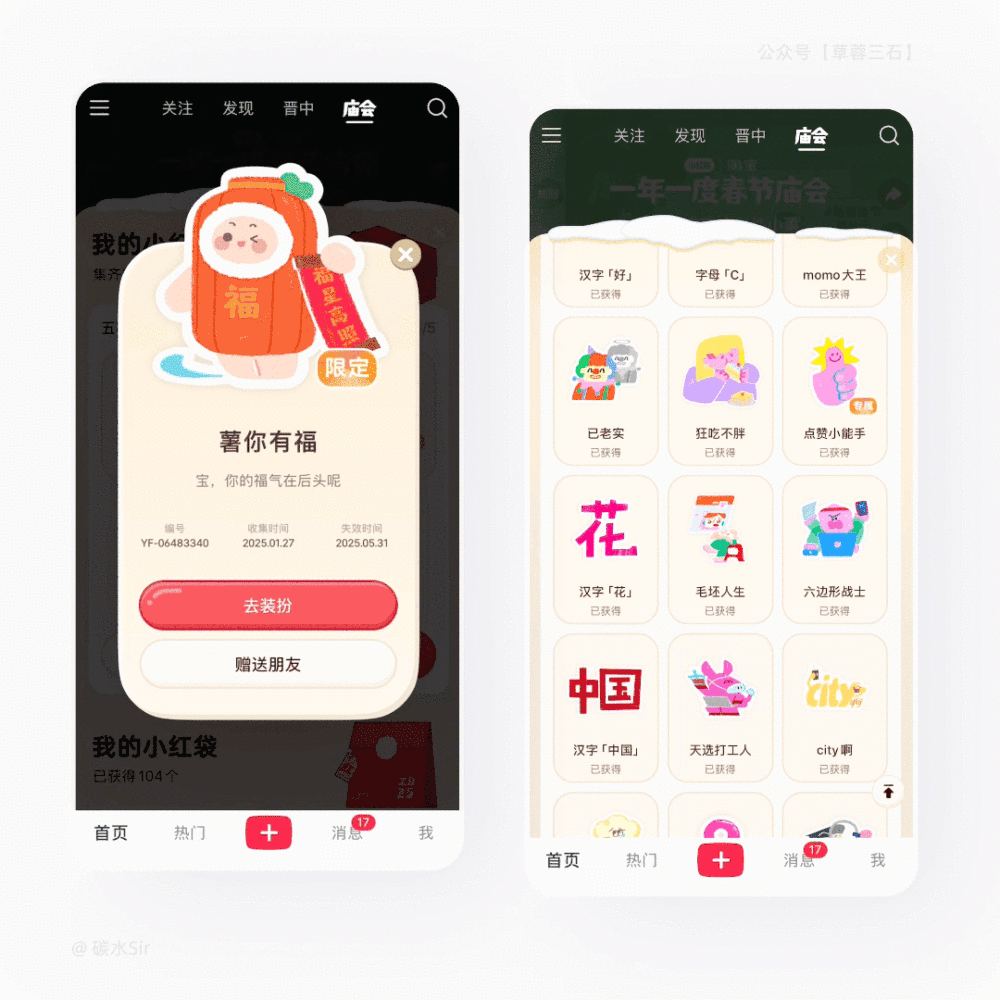 公众号【草蓉三石】
关注
发现
晋中
庙会
我的小红
集齐
福
福星高照
限定
薯你有福
宝，你的福气在后头呢
编号
收集时间
失效时间
YF-06483340
2025.01.27
2025.05.31
去装扮
赠送朋友
/5
我的小红袋
已获得 104 个
首页
热门
消息
17
我
关注
发现
晋中
庙会
一年一度春节庙会
汉字「好」
已获得
字母「C」
已获得
momo大王
已获得
专属
已老实
已获得
狂吃不胖
已获得
点赞小能手
已获得
花
汉字「花」
已获得
毛坯人生
已获得
六边形战士
已获得
中国
汉字「中国」
已获得
天选打工人
已获得
city
city 啊
已获得
首页
热门
消息
17
我
@ 碳水Sir